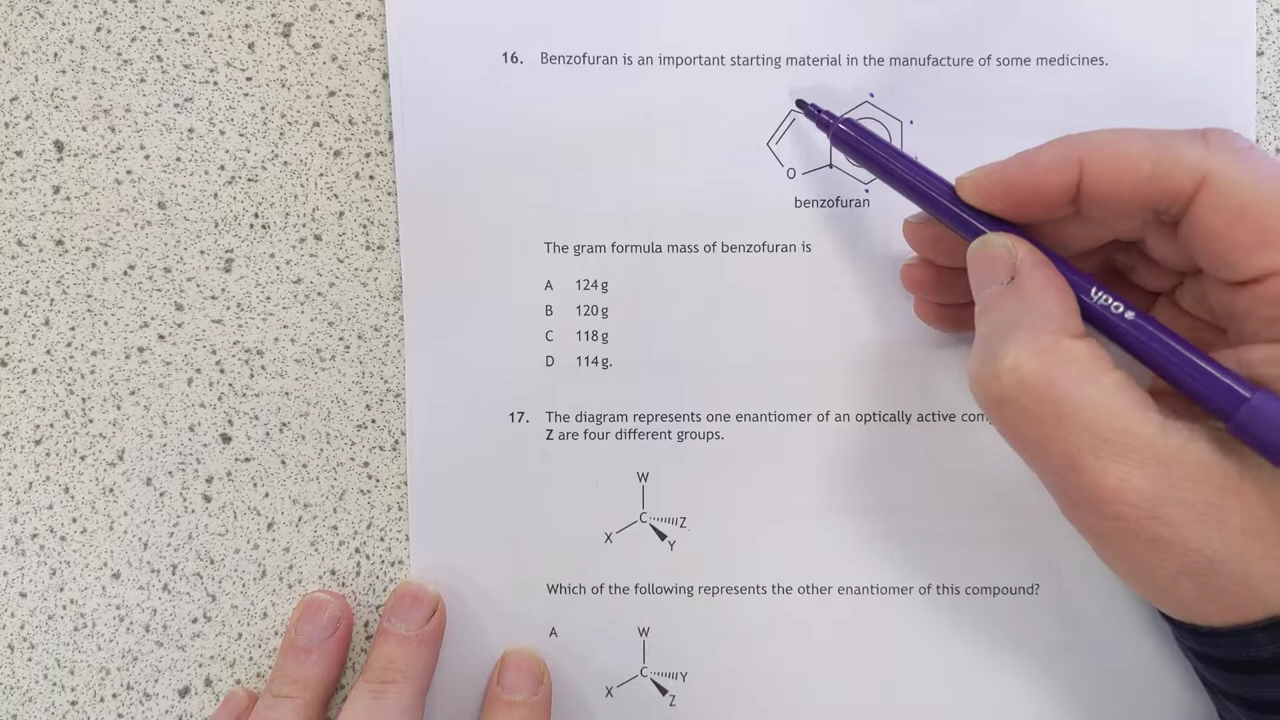 16. Benzofuran is an important starting material in the manufacture of some medicines.
O
benzofuran
The gram formula mass of benzofuran is
A 124 g
B 120 g
C 118 g
D 114 g.
17. The diagram represents one enantiomer of an optically active
Z are four different groups.
W
C Z
X Y
Which of the following represents the other enantiomer of this compound?
A W
C Y
X Z